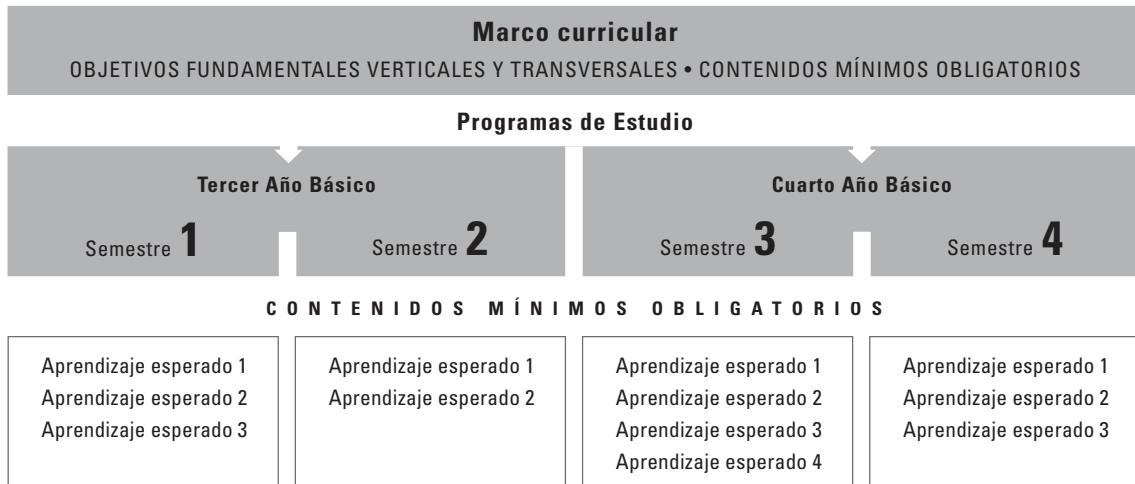 Marco curricular
OBJETIVOS FUNDAMENTALES VERTICALES Y TRANSVERSALES • CONTENIDOS MÍNIMOS OBLIGATORIOS
Programas de Estudio
Tercer Año Básico
Semestre 1
Semestre 2
Cuarto Año Básico
Semestre 3
Semestre 4
CONTENIDOS MÍNIMOS OBLIGATORIOS
Aprendizaje esperado 1
Aprendizaje esperado 2
Aprendizaje esperado 3
Aprendizaje esperado 1
Aprendizaje esperado 2
Aprendizaje esperado 1
Aprendizaje esperado 2
Aprendizaje esperado 3
Aprendizaje esperado 4
Aprendizaje esperado 1
Aprendizaje esperado 2
Aprendizaje esperado 3